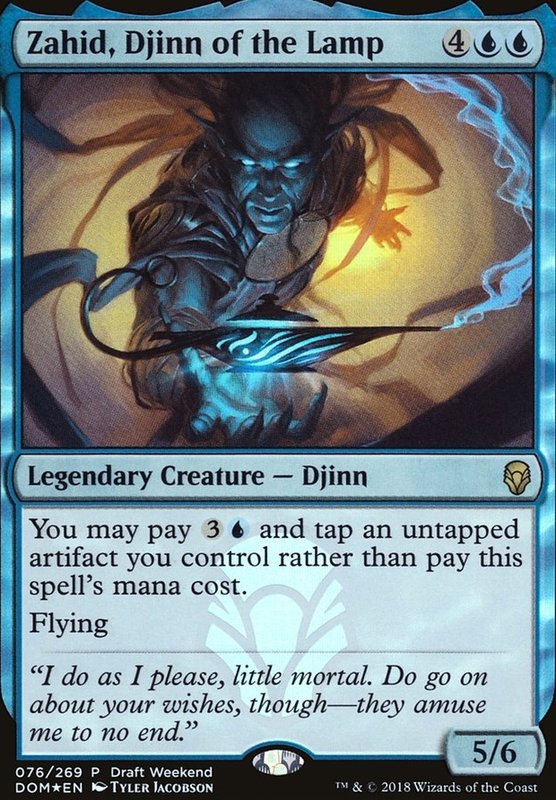 Zahid, Djinn of the Lamp 4
Legendary Creature — Djinn
You may pay 3 and tap an untapped
artifact you control rather than pay this
spell's mana cost.
Flying
“I do as I please, little mortal. Do go on
about your wishes, though—they amuse
me to no end.”
5/6
076/269 P Draft Weekend
DOM★EN Tyler Jacobson
™ & © 2018 Wizards of the Coast